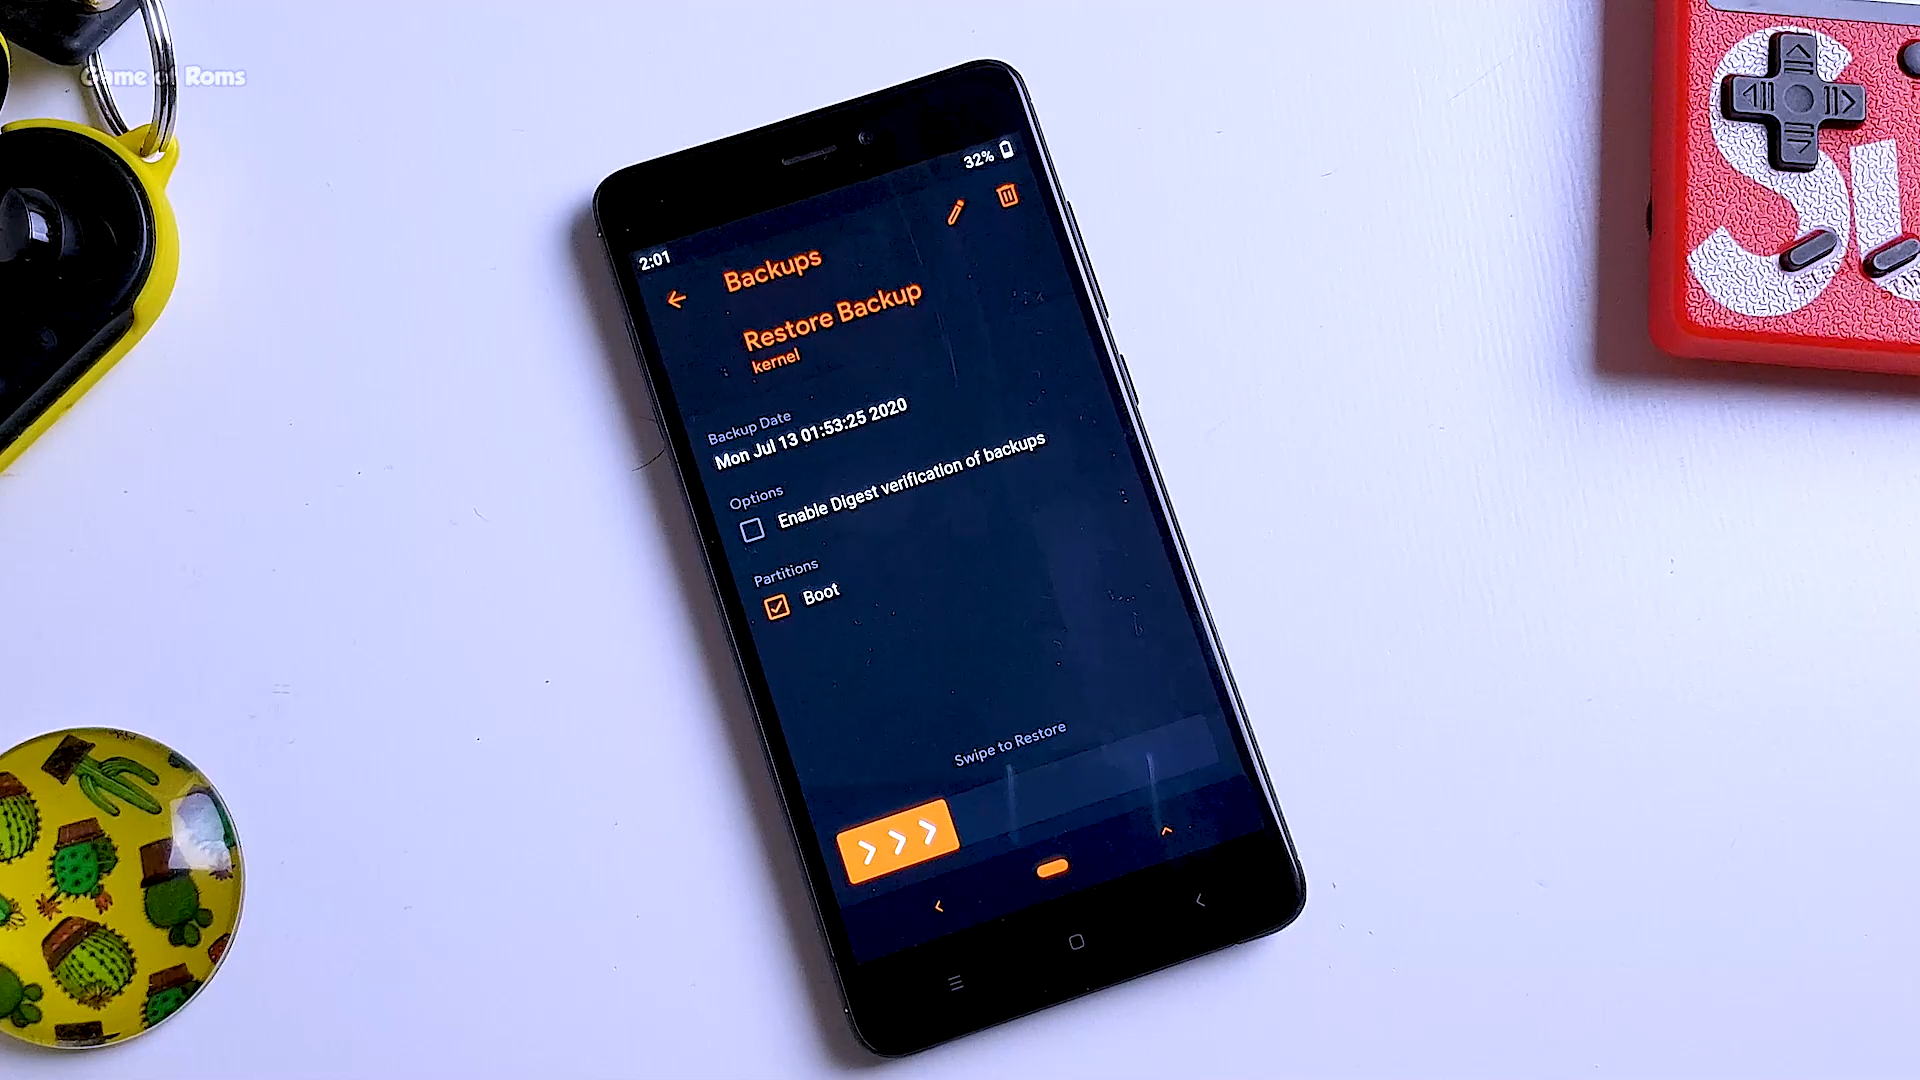 Game of Roms
32%
2:01
Backups
Restore Backup
kernel
Backup Date
Mon Jul 13 01:53:25 2020
Options
Enable Digest verification of backups
Partitions
Boot
Swipe to Restore
SELECT